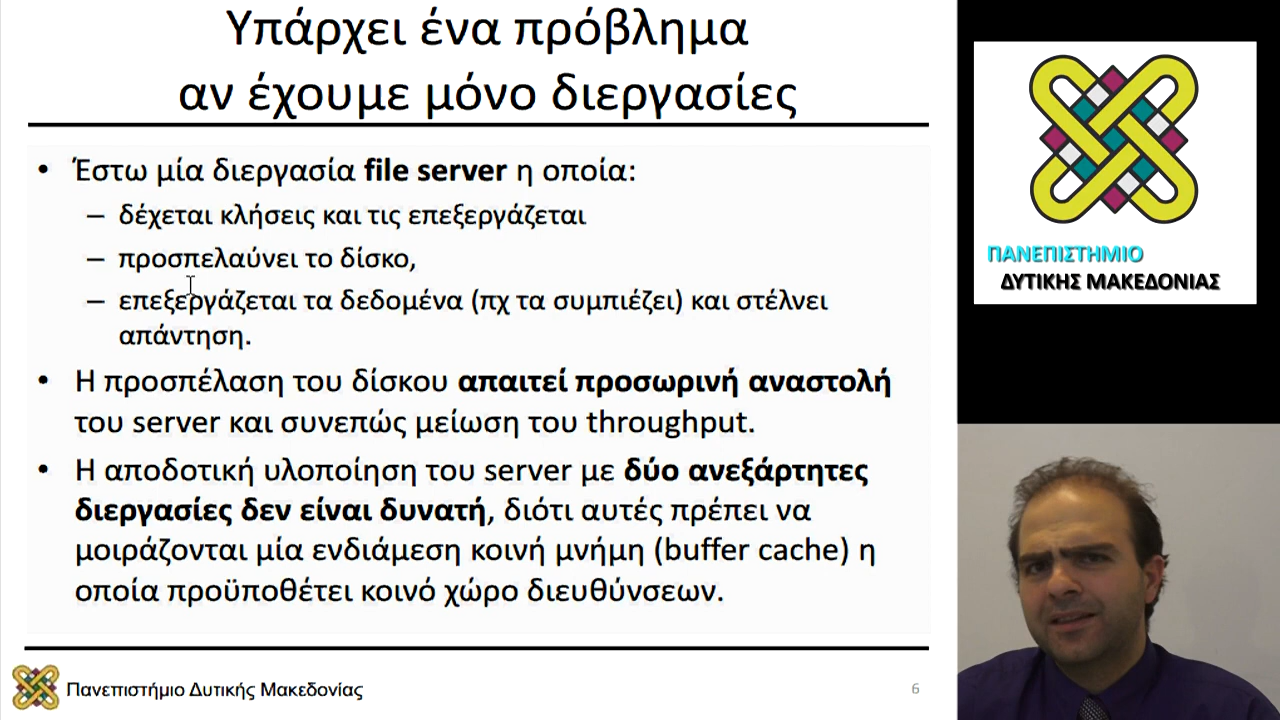 Υπάρχει ένα πρόβλημα
αν έχουμε μόνο διεργασίες
• Έστω μία διεργασία file server η οποία:
– δέχεται κλήσεις και τις επεξεργάζεται
– προσπελαύνει το δίσκο,
– επεξεργάζεται τα δεδομένα (πχ τα συμπιέζει) και στέλνει
απάντηση.
• Η προσπέλαση του δίσκου απαιτεί προσωρινή αναστολή
του server και συνεπώς μείωση του throughput.
• Η αποδοτική υλοποίηση του server με δύο ανεξάρτητες
διεργασίες δεν είναι δυνατή, διότι αυτές πρέπει να
μοιράζονται μία ενδιάμεση κοινή μνήμη (buffer cache) η
οποία προϋποθέτει κοινό χώρο διευθύνσεων.
Πανεπιστήμιο Δυτικής Μακεδονίας
6
ΠΑΝΕΠΙΣΤΗΜΙΟ
ΔΥΤΙΚΗΣ ΜΑΚΕΔΟΝΙΑΣ